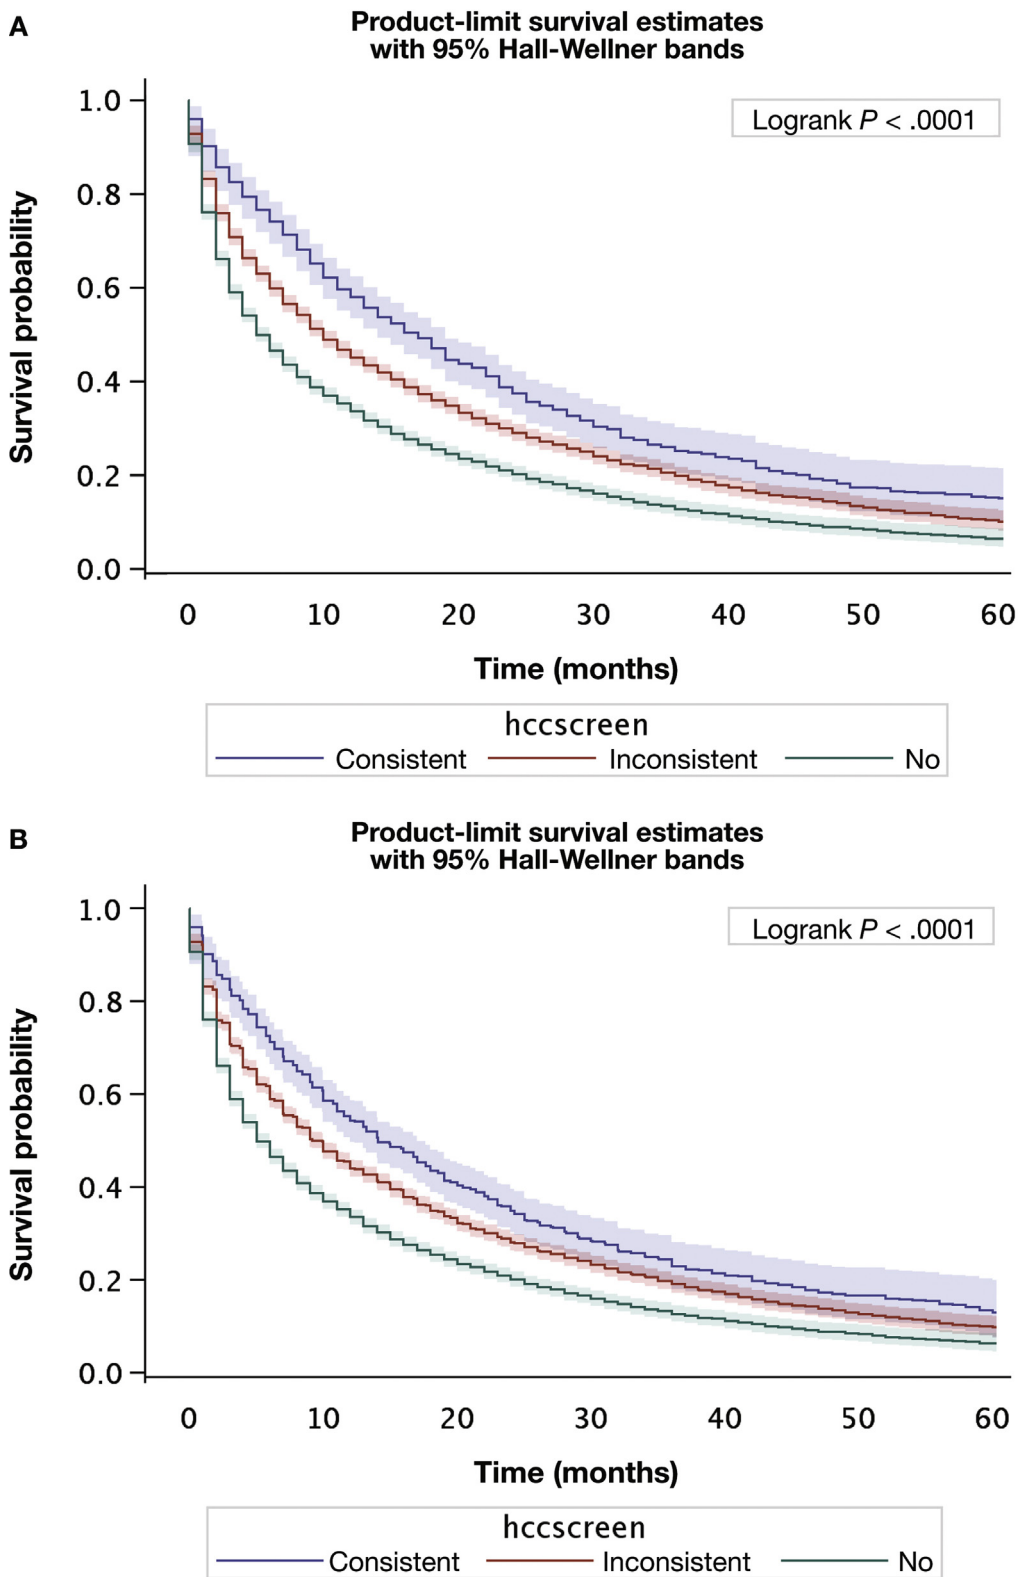 A
Product-limit survival estimates
with 95% Hall-Wellner bands
Logrank P < .0001
Survival probability
1.0
0.8
0.6
0.4
0.2
0.0
0 10 20 30 40 50 60
Time (months)
hccscreen
Consistent Inconsistent No
B
Product-limit survival estimates
with 95% Hall-Wellner bands
Logrank P < .0001
Survival probability
1.0
0.8
0.6
0.4
0.2
0.0
0 10 20 30 40 50 60
Time (months)
hccscreen
Consistent Inconsistent No